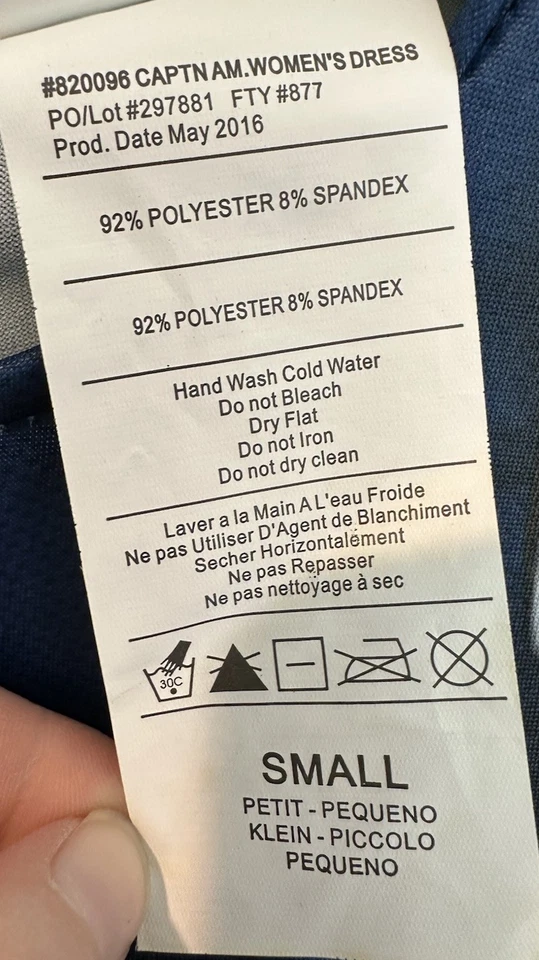 #820096 CAPTN AM.WOMEN'S DRESS
PO/Lot #297881 FTY #877
Prod. Date May 2016
92% POLYESTER 8% SPANDEX
92% POLYESTER 8% SPANDEX
Hand Wash Cold Water
Do not Bleach
Dry Flat
Do not Iron
Do not dry clean
Laver a la Main A L'eau Froide
Ne pas Utiliser D'Agent de Blanchiment
Secher Horizontalement
Ne pas Repasser
Ne pas nettoyage à sec
30C
SMALL
PETIT - PEQUENO
KLEIN - PICCOLO
PEQUENO